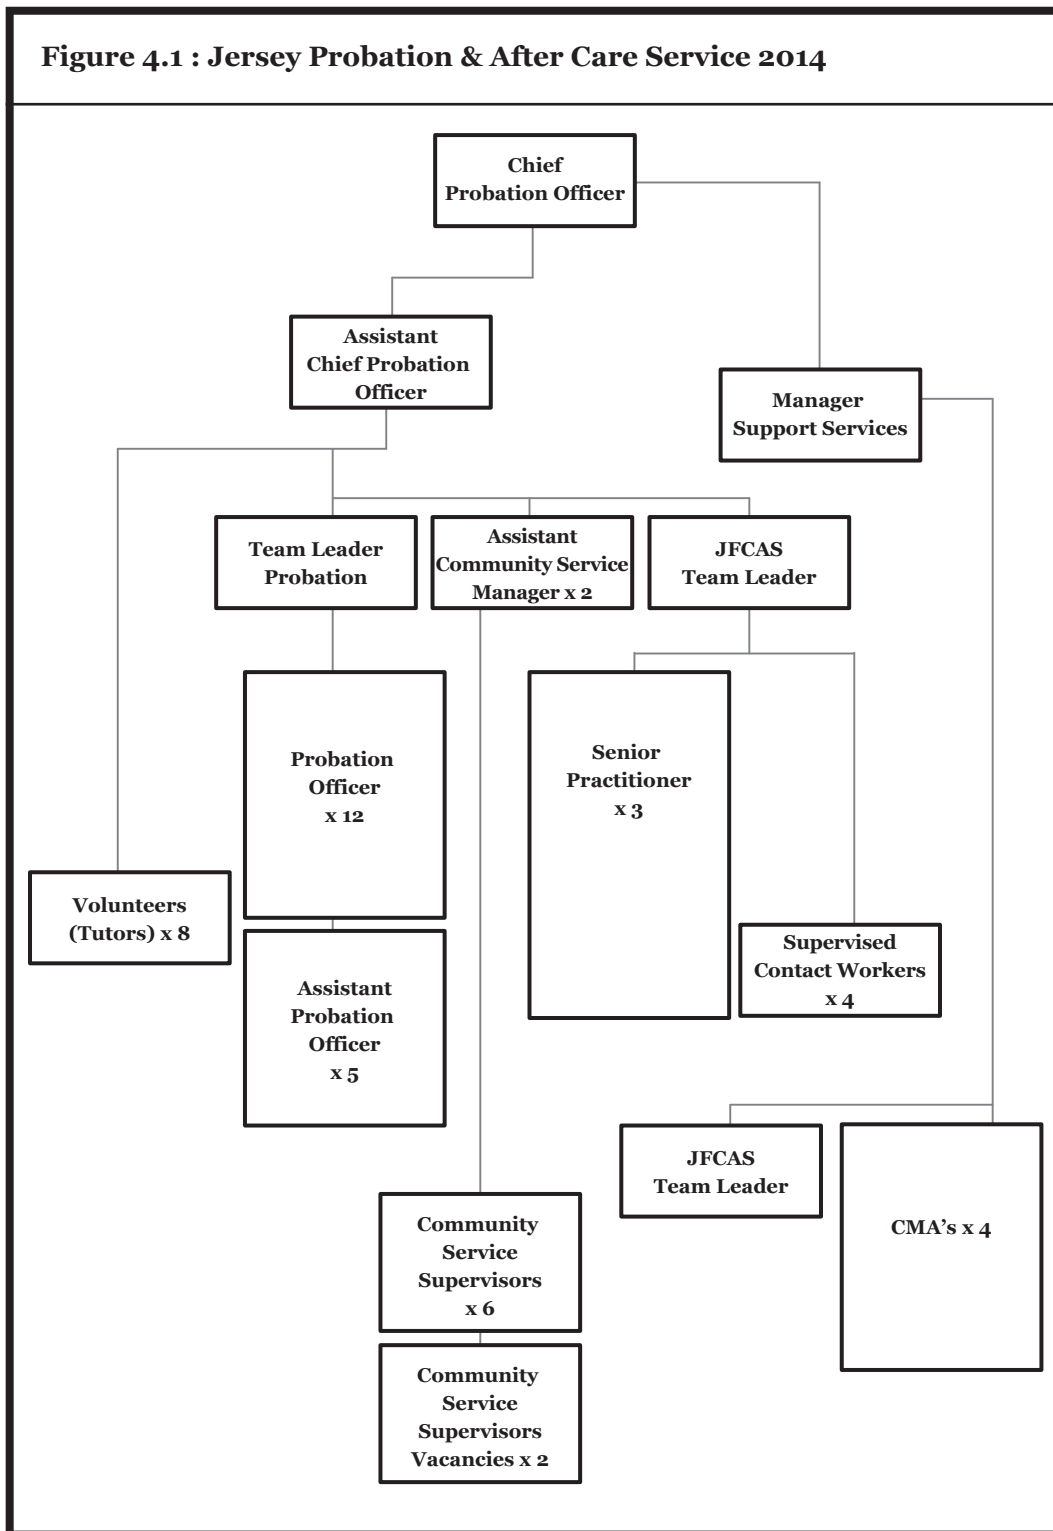 Figure 4.1 : Jersey Probation & After Care Service 2014
Chief
Probation Officer
Assistant
Chief Probation
Officer
Manager
Support Services
Team Leader
Probation
Assistant
Community Service
Manager x 2
JFCAS
Team Leader
Probation
Officer
x 12
Senior
Practitioner
x 3
Volunteers
(Tutors) x 8
Supervised
Contact Workers
x 4
Assistant
Probation
Officer
x 5
JFCAS
Team Leader
CMA's x 4
Community
Service
Supervisors
x 6
Community
Service
Supervisors
Vacancies x 2